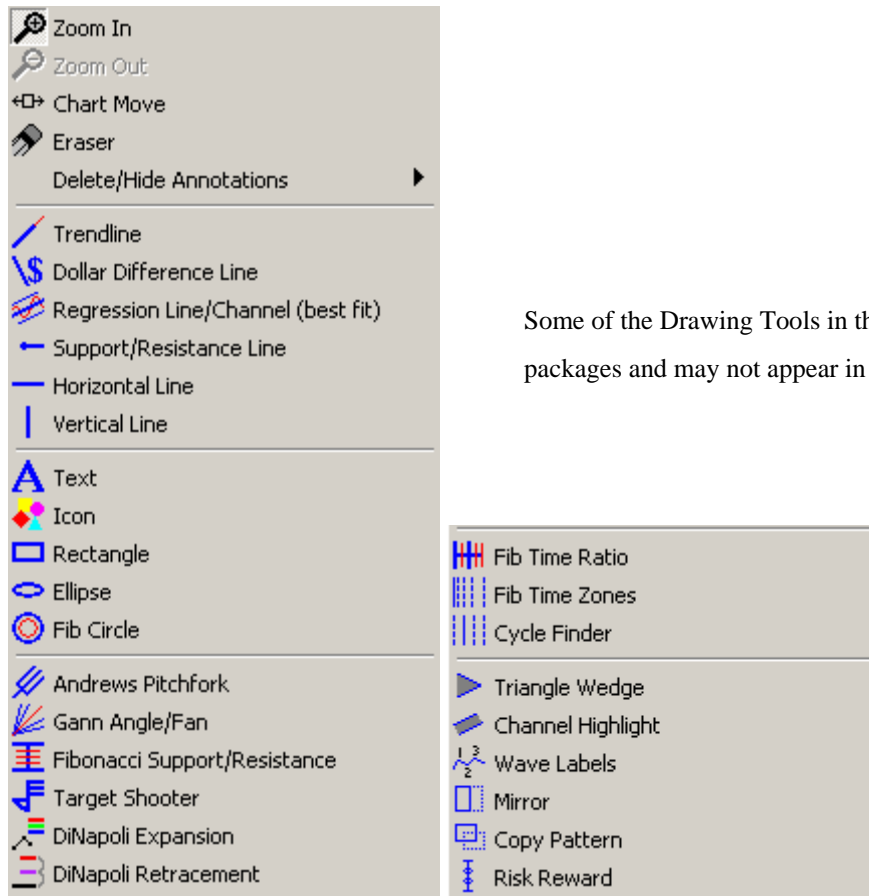 Zoom In
Zoom Out
Chart Move
Eraser
Delete/Hide Annotations
Trendline
Dollar Difference Line
Regression Line/Channel (best fit)
Support/Resistance Line
Horizontal Line
Vertical Line
Text
Icon
Rectangle
Ellipse
Fib Circle
Andrews Pitchfork
Gann Angle/Fan
Fibonacci Support/Resistance
Target Shooter
DiNapoli Expansion
DiNapoli Retracement
Some of the Drawing Tools in
packages and may not appear in
Fib Time Ratio
Fib Time Zones
Cycle Finder
Triangle Wedge
Channel Highlight
Wave Labels
Mirror
Copy Pattern
Risk Reward